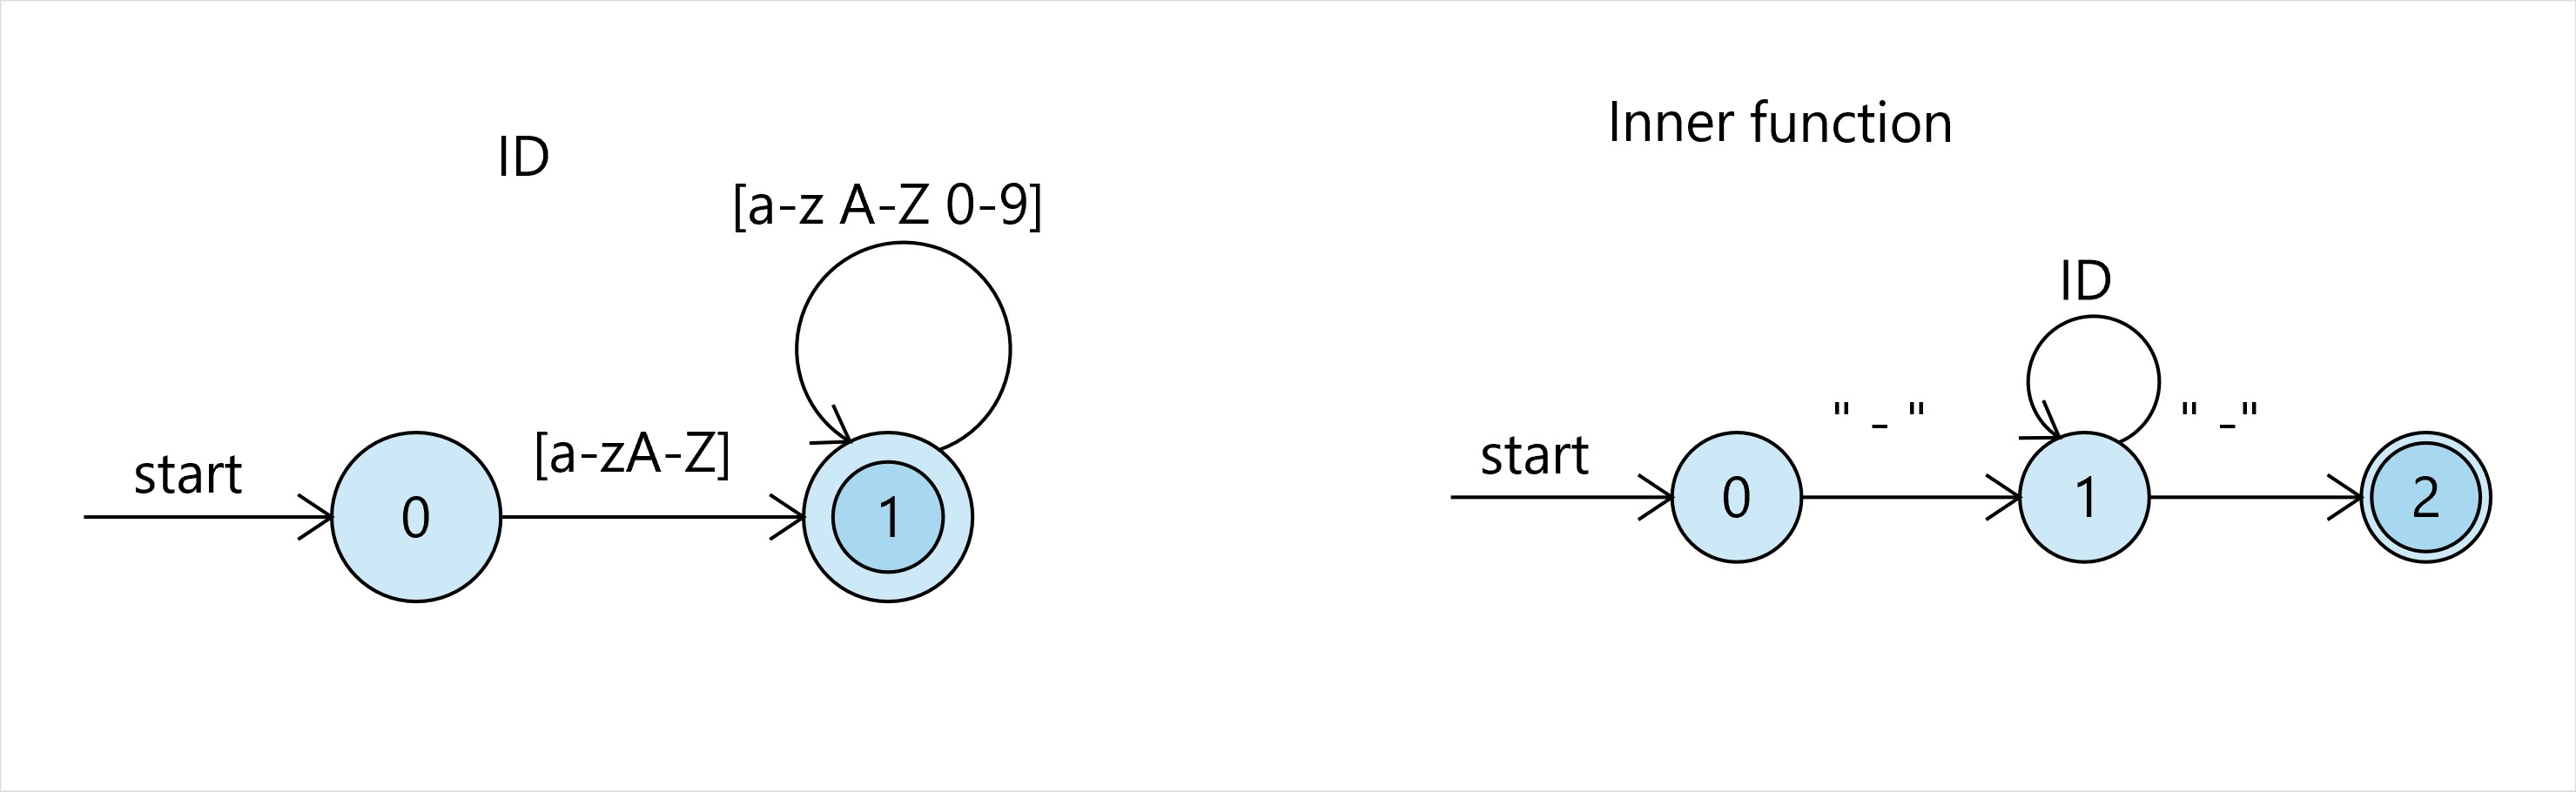 ID
[a-z A-Z 0-9]
[a-zA-Z]
start
0
1
Inner function
ID
" - "
" -"
start
0
1
2